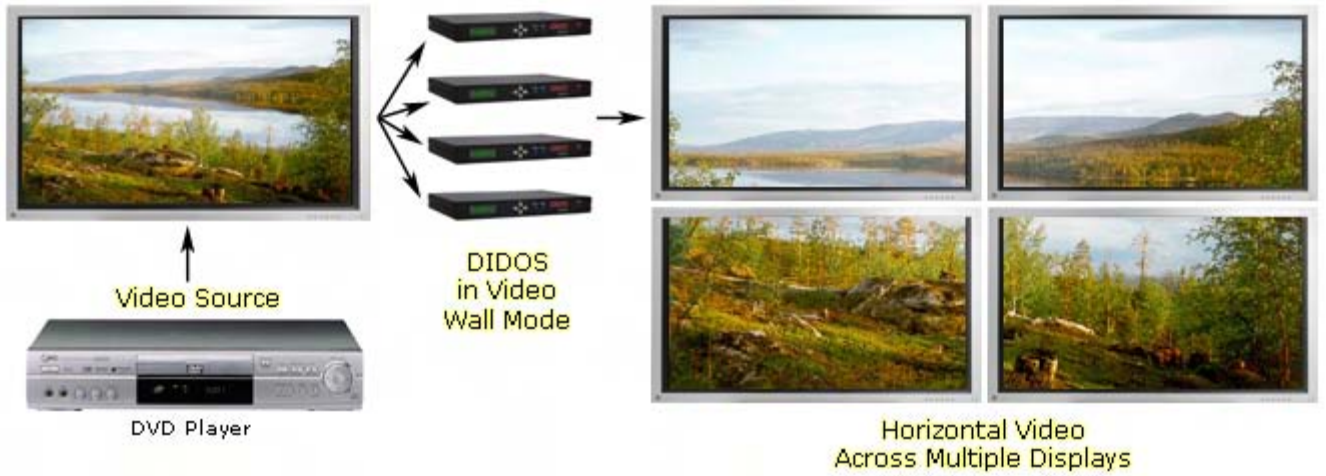 Video Source
DVD Player
DIDOS
in Video
Wall Mode
Horizontal Video
Across Multiple Displays